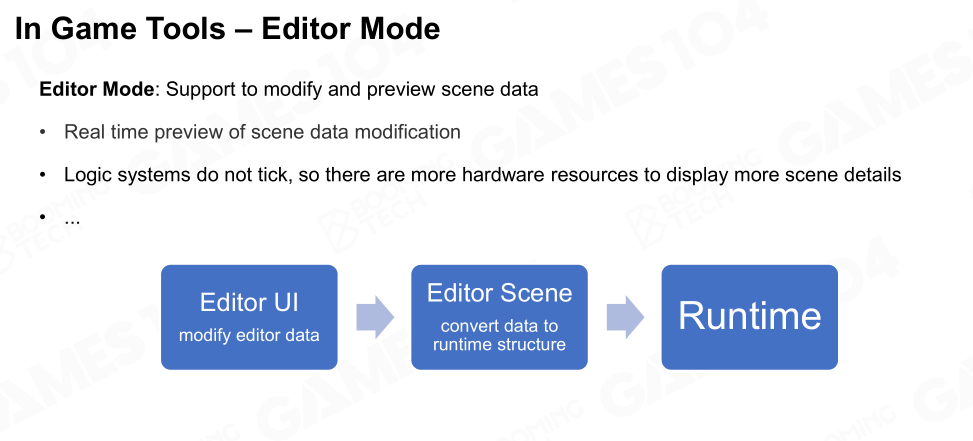 In Game Tools – Editor Mode
Editor Mode: Support to modify and preview scene data
• Real time preview of scene data modification
• Logic systems do not tick, so there are more hardware resources to display more scene details
• ...
Editor UI
modify editor data
Editor Scene
convert data to
runtime structure
Runtime
GAMES104
BOOMING
TECH